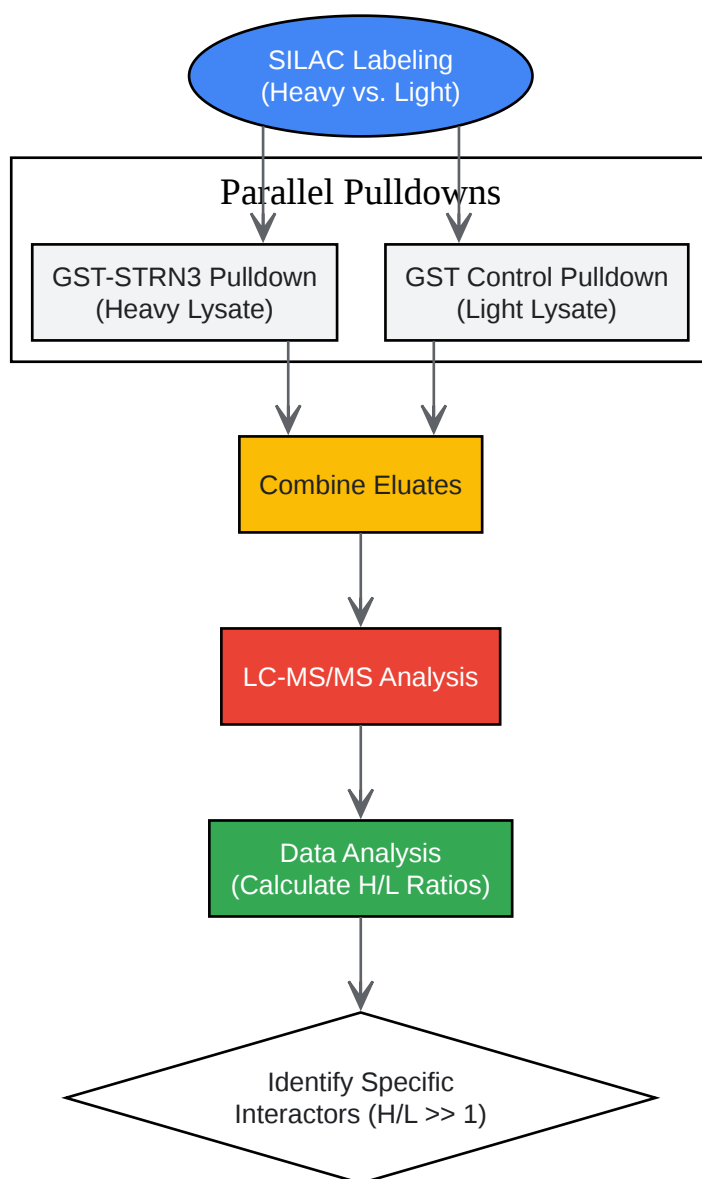 SILAC Labeling
(Heavy vs. Light)
Parallel Pulldowns
GST-STRN3 Pulldown
(Heavy Lysate)
GST Control Pulldown
(Light Lysate)
Combine Eluates
LC-MS/MS Analysis
Data Analysis
(Calculate H/L Ratios)
Identify Specific
Interactors (H/L >> 1)